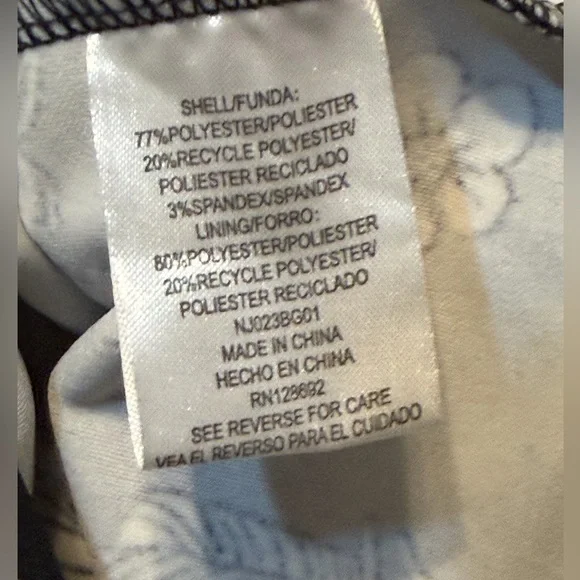 SHELL/FUNDA:
77%POLYESTER/POLIESTER
20%RECYCLE POLYESTER/
POLIESTER RECICLADO
3%SPANDEX/SPANDEX
LINING/FORRO:
80%POLYESTER/POLIESTER
20%RECYCLE POLYESTER/
POLIESTER RECICLADO
NJ023BG01
MADE IN CHINA
HECHO EN CHINA
RN128692
SEE REVERSE FOR CARE
VEA EL REVERSO PARA EL CUIDADO